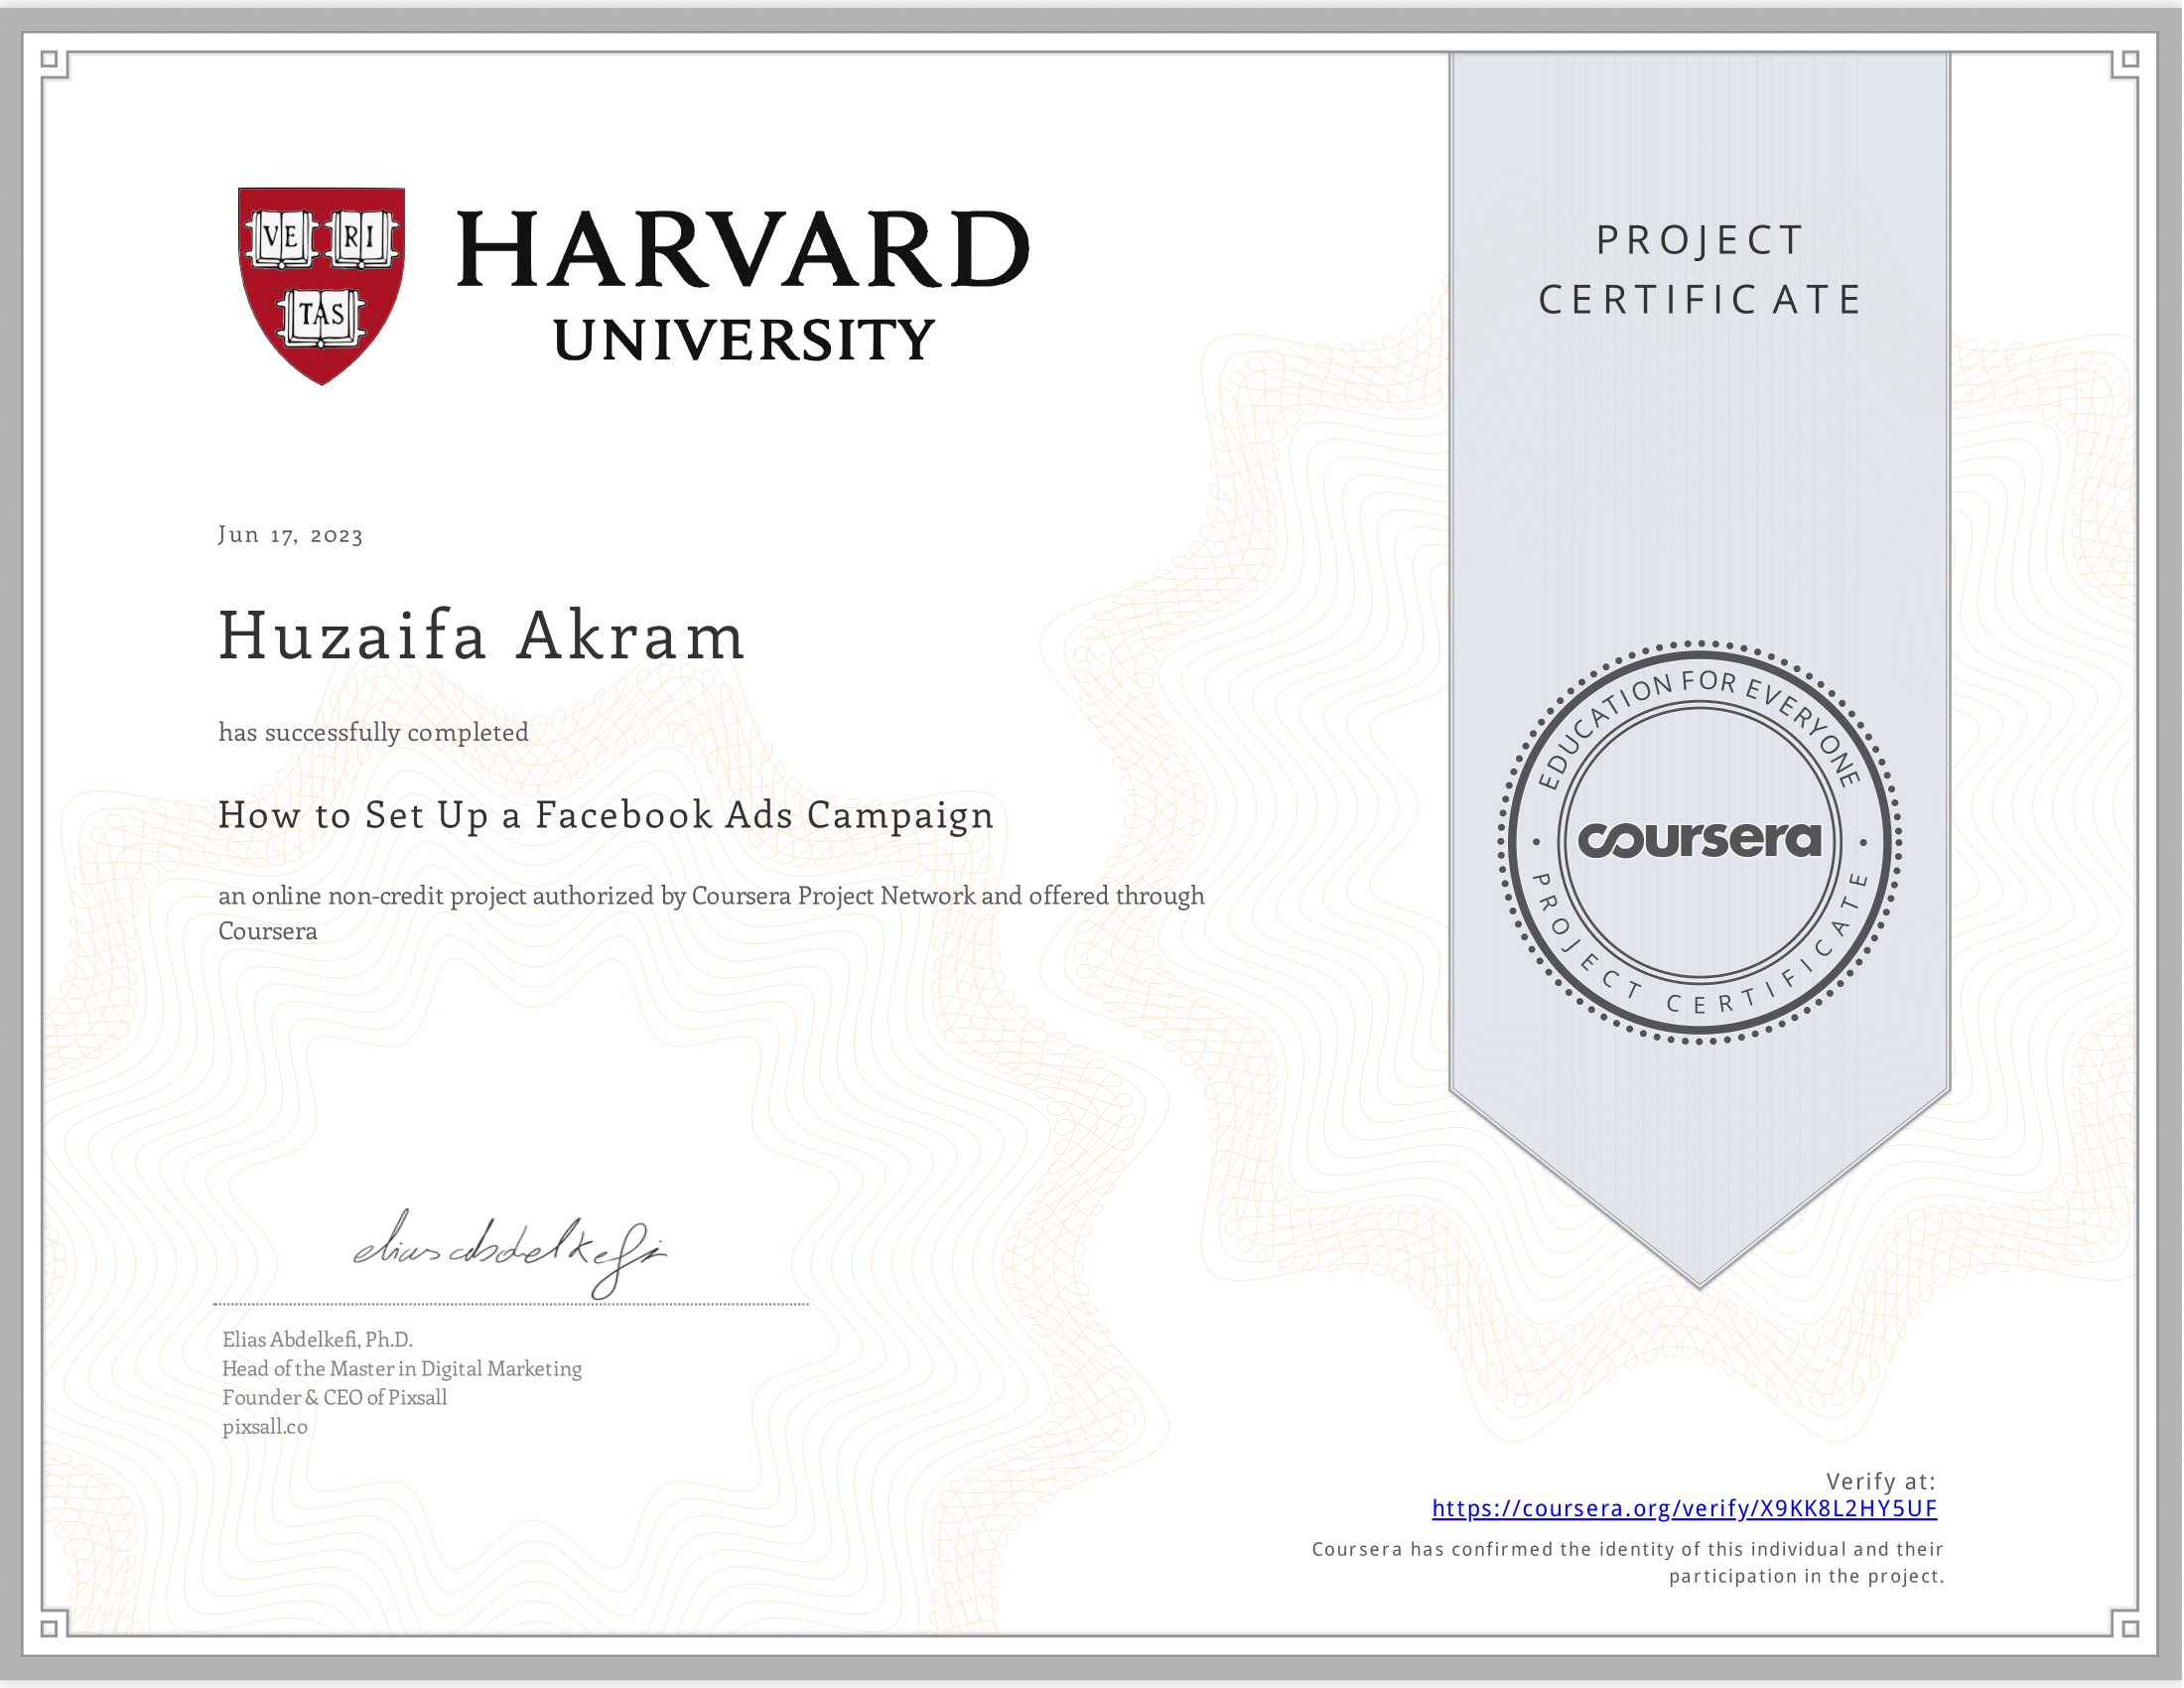 VE RI
TAS
HARVARD
UNIVERSITY
PROJECT
CERTIFICATE
Jun 17, 2023
Huzaifa Akram
has successfully completed
How to Set Up a Facebook Ads Campaign
an online non-credit project authorized by Coursera Project Network and offered through
Coursera
EDUCATION FOR EVERYONE
coursera
PROJECT CERTIFICATE
elias abdelkefi
Elias Abdelkefi, Ph.D.
Head of the Master in Digital Marketing
Founder & CEO of Pixsall
pixsall.co
Verify at:
https://coursera.org/verify/X9KK8L2HY5UF
Coursera has confirmed the identity of this individual and their
participation in the project.